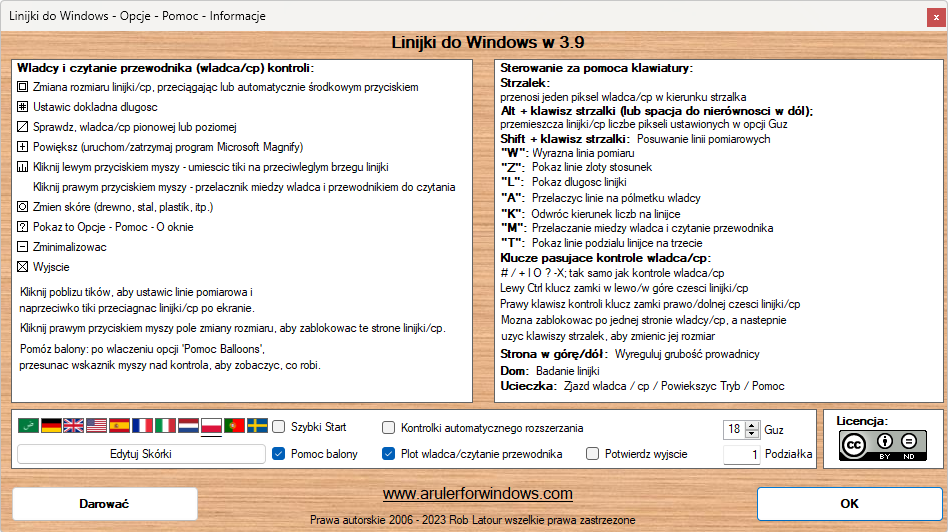 Linijki do Windows - Opcje - Pomoc - Informacje
x
Linijki do Windows w 3.9
Wladcy i czytanie przewodnika (wladca/cp) kontroli:
Zmiana rozmiaru linijki/cp, przeciągając lub automatycznie środkowym przyciskiem
# Ustawic dokladna dlugosc
Sprawdz, wladca/cp pionowej lub poziomej
+ Powiększ (uruchom/zatrzymaj program Microsoft Magnify)
Kliknij lewym przyciskiem myszy - umiescic tiki na przeciwleglym brzegu linijki
Kliknij prawym przyciskiem myszy - przelacznik miedzy wladca i przewodnikiem do czytania
Zmien skóre (drewno, stal, plastik, itp.)
? Pokaz to Opcje - Pomoc - O oknie
− Zminimalizowac
Wyjscie
Kliknij poblizu tików, aby ustawic linie pomiarowa i
naprzeciwko tiki przeciagnac linijki/cp po ekranie.
Kliknij prawym przyciskiem myszy pole zmiany rozmiaru, aby zablokowac te strone linijki/cp.
Pomóz balony: po wlaczeniu opcji 'Pomoc Balloons',
przesunac wskaznik myszy nad kontrola, aby zobaczyc, co robi.
Sterowanie za pomoca klawiatury:
Strzalek:
przenosi jeden piksel wladca/cp w kierunku strzalka
Alt + klawisz strzalki (lub spacja do nierównosci w dól);
przemieszcza linijki/cp liczbe pikseli ustawionych w opcji Guz
Shift + klawisz strzalki: Posuwanie linii pomiarowych
"W": Wyrazna linia pomiaru
"Z": Pokaz linie zloty stosunek
"L": Pokaz dlugosc linijki
"A": Przelaczyc linie na pólmetku wladcy
"K": Odwróc kierunek liczb na linijce
"M": Przelaczanie miedzy wladca i czytanie przewodnika
"T": Pokaz linie podzialu linijce na trzecie
Klucze pasujace kontrole wladca/cp:
# / + I O ? -X; tak samo jak kontrole wladca/cp
Lewy Ctrl klucz zamki w lewo/w góre czesci linijki/cp
Prawy klawisz kontroli klucz zamki prawo/dolnej czesci linijki/cp
Mozna zablokowac po jednej stronie wladcy/cp, a nastepnie
uzyc klawiszy strzalek, aby zmienic jej rozmiar
Strona w górę/dół: Wyreguluj grubość prowadnicy
Dom: Badanie linijki
Ucieczka: Zjazd wladca / cp / Powiekszyc Tryb / Pomoc
Szybki Start
Kontrolki automatycznego rozszerzania
18 Guz
Edytuj Skórki
Pomoc balony
Plot wladca/czytanie przewodnika
Potwierdz wyjscie
1 Podziałka
Licencja:
cc
BY ND
Darować
www.arulerforwindows.com
Prawa autorskie 2006 - 2023 Rob Latour wszelkie prawa zastrzezone
OK